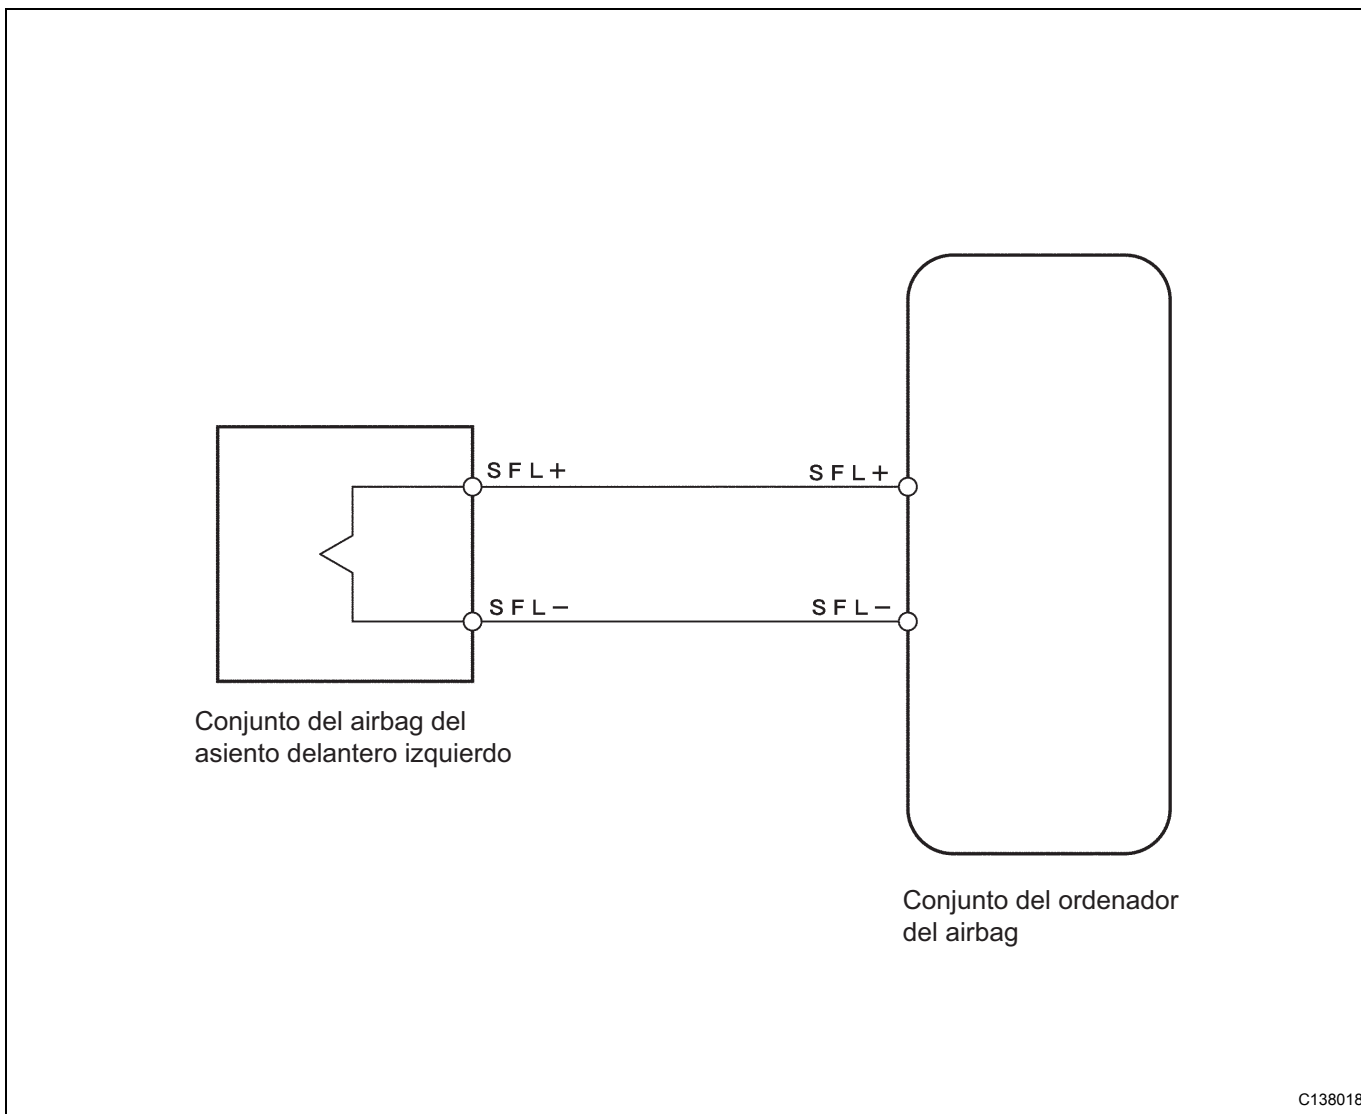 SFL+ SFL+
SFL− SFL−
Conjunto del airbag del
asiento delantero izquierdo
Conjunto del ordenador
del airbag
C138018